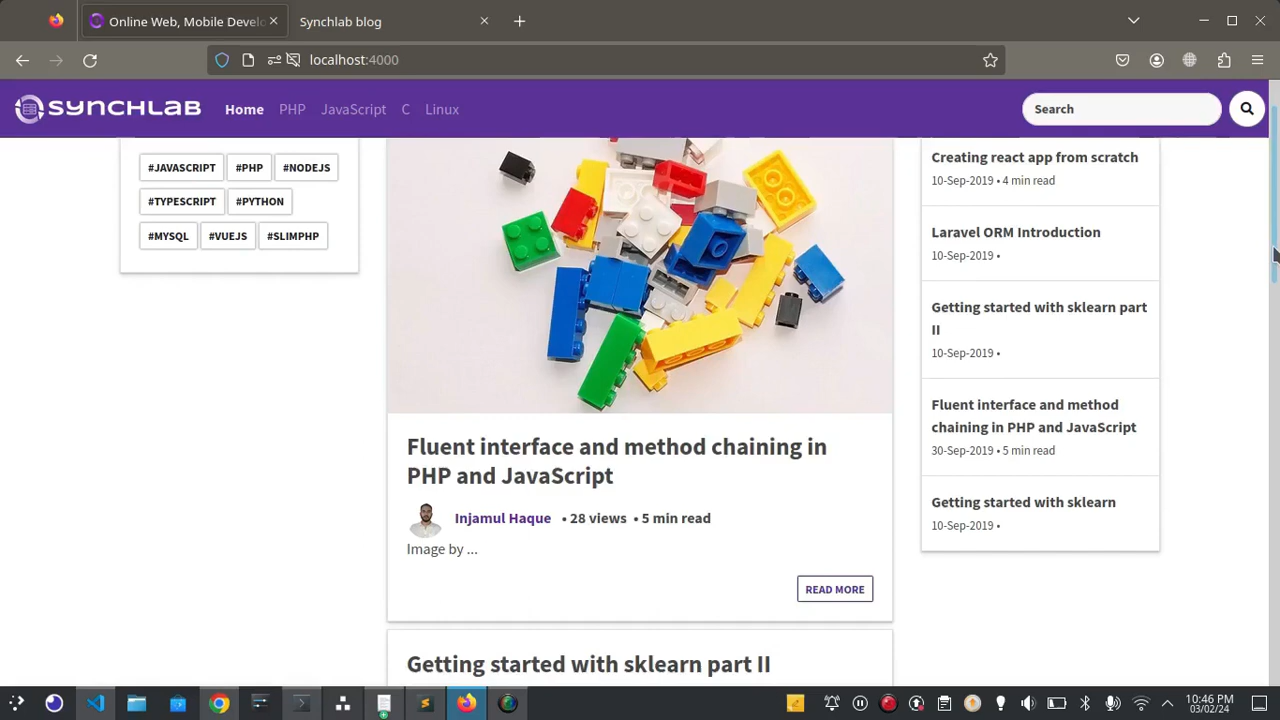 Online Web, Mobile Develo
Synchlab blog
localhost:4000
SYNCHLAB
Home
PHP
JavaScript
C
Linux
Search
#JAVASCRIPT
#PHP
#NODEJS
#TYPESCRIPT
#PYTHON
#MYSQL
#VUEJS
#SLIMPHP
Fluent interface and method chaining in
PHP and JavaScript
Injamul Haque • 28 views • 5 min read
Image by ...
READ MORE
Getting started with sklearn part II
Creating react app from scratch
10-Sep-2019 • 4 min read
Laravel ORM Introduction
10-Sep-2019 •
Getting started with sklearn part
II
10-Sep-2019 •
Fluent interface and method
chaining in PHP and JavaScript
30-Sep-2019 • 5 min read
Getting started with sklearn
10-Sep-2019 •
10:46 PM
03/02/24